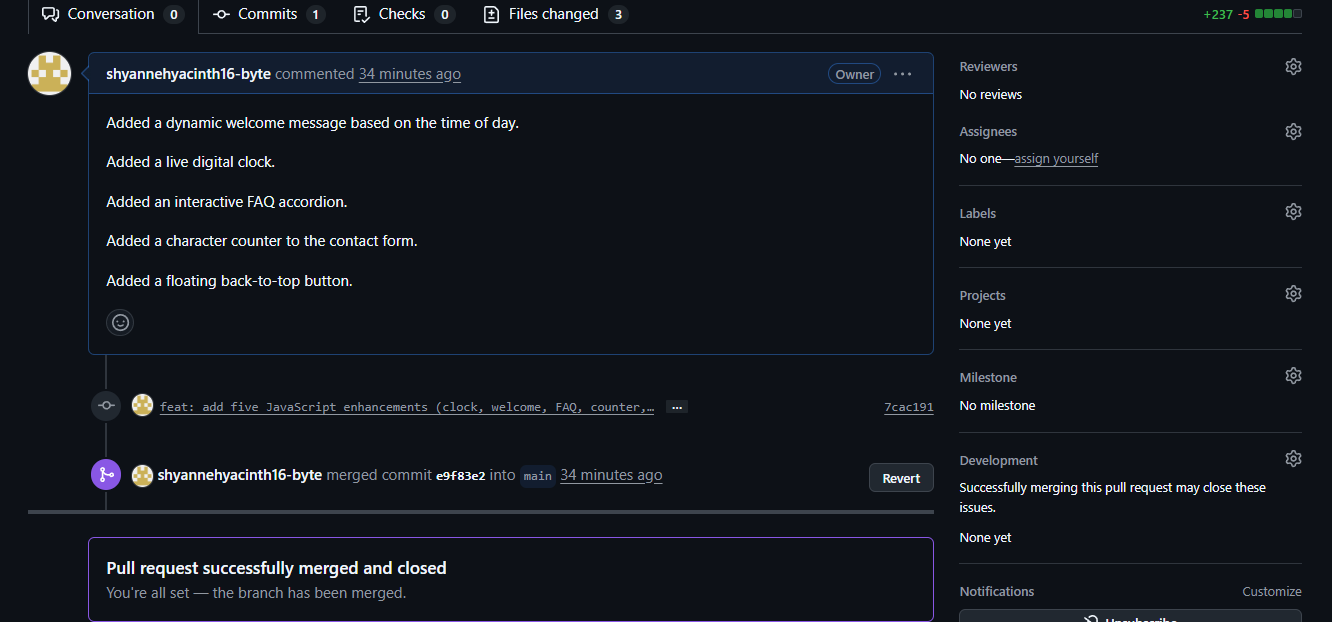 Conversation 0 Commits 1 Checks 0 Files changed 3 +237 -5
shyannehyacinth16-byte commented 34 minutes ago Owner ...
Added a dynamic welcome message based on the time of day.
Added a live digital clock.
Added an interactive FAQ accordion.
Added a character counter to the contact form.
Added a floating back-to-top button.
feat: add five JavaScript enhancements (clock, welcome, FAQ, counter,… ... 7cac191
shyannehyacinth16-byte merged commit e9f83e2 into main 34 minutes ago Revert
Pull request successfully merged and closed
You're all set — the branch has been merged.
Reviewers
No reviews
Assignees
No one—assign yourself
Labels
None yet
Projects
None yet
Milestone
No milestone
Development
Successfully merging this pull request may close these
issues.
None yet
Notifications Customize
Unsubscribe